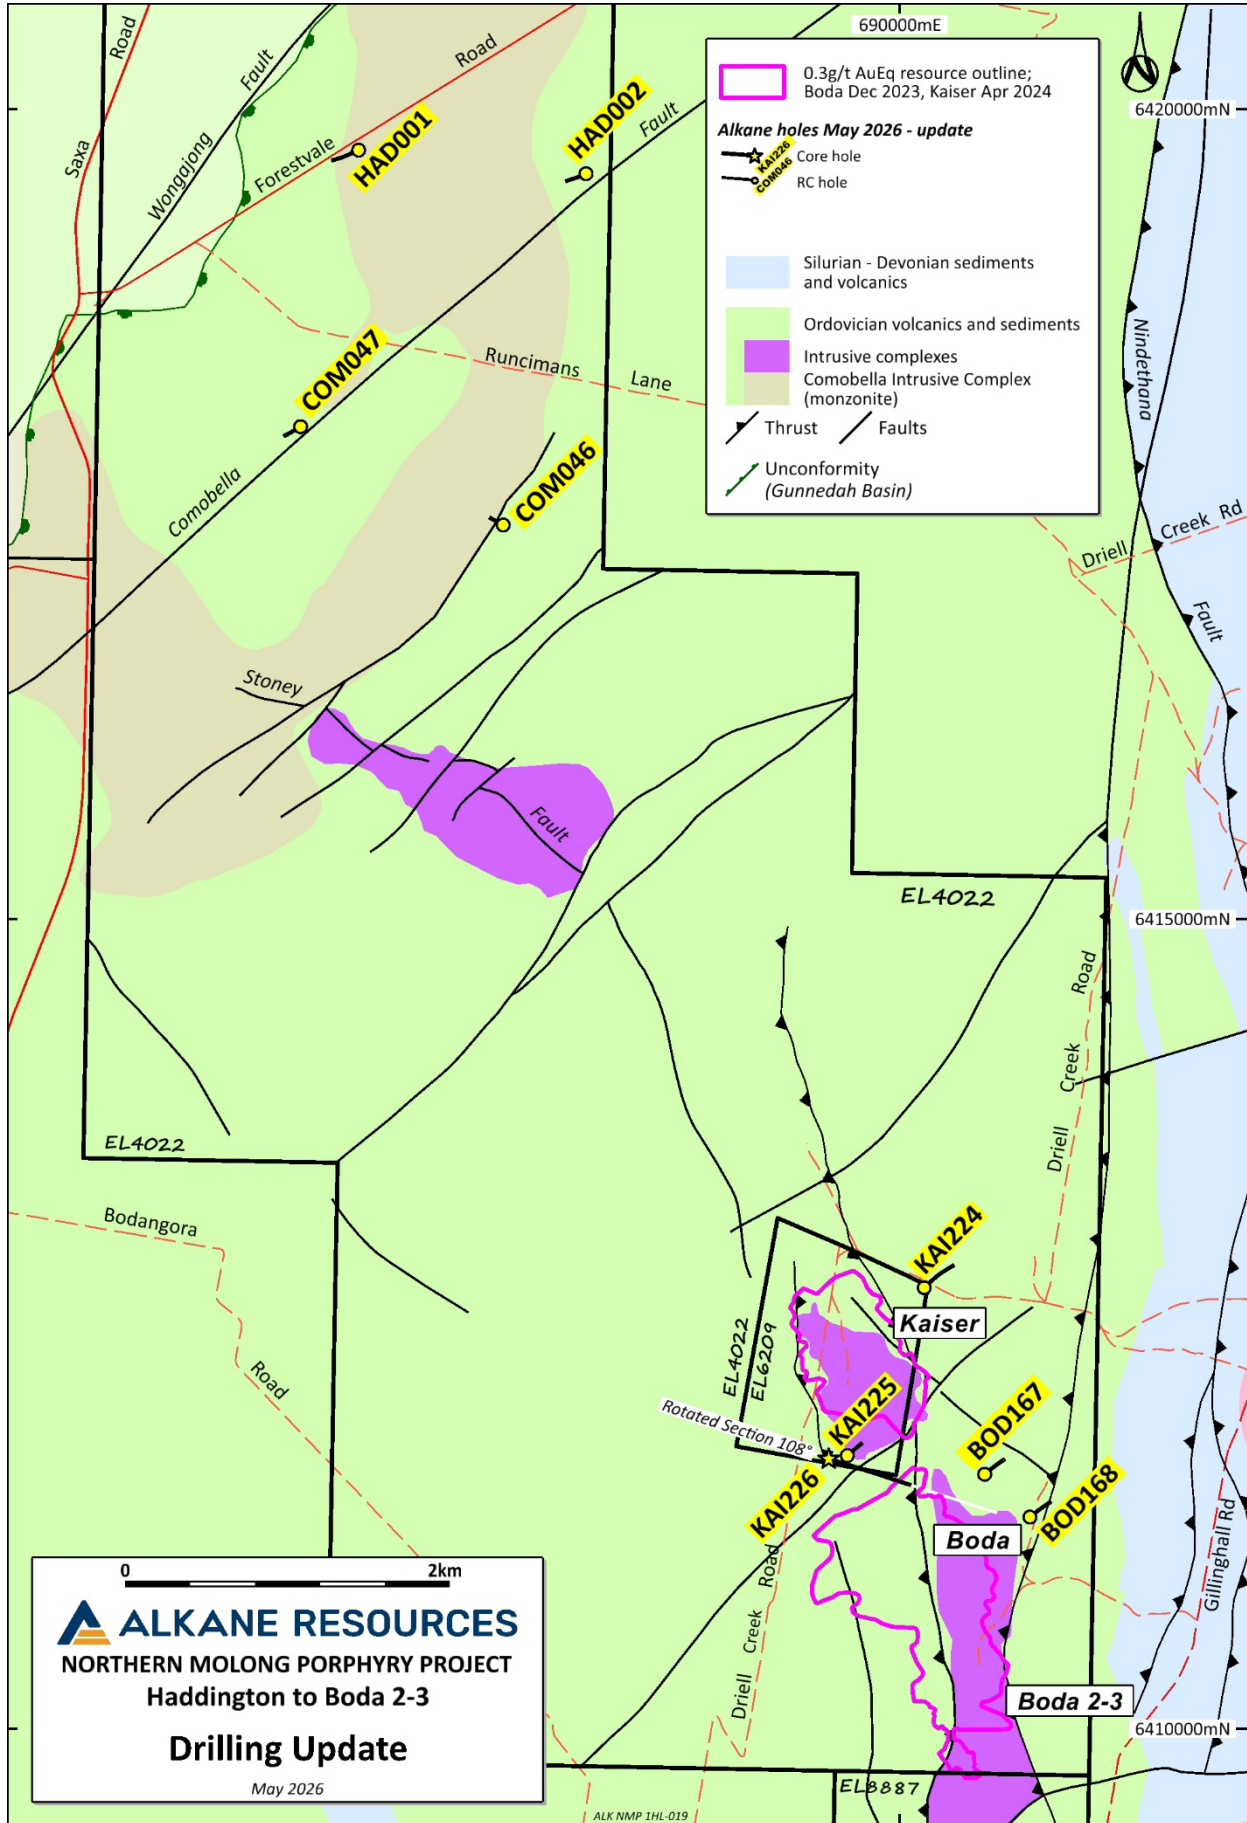 690000mE
0.3g/t AuEq resource outline;
Boda Dec 2023, Kaiser Apr 2024
Alkane holes May 2026 - update
KAI226
Core hole
COM046
RC hole
Silurian - Devonian sediments
and volcanics
Ordovician volcanics and sediments
Intrusive complexes
Comobella Intrusive Complex
(monzonite)
Thrust
Faults
Unconformity
(Gunnedah Basin)
N
6420000mN
Road
Saxa
Wongajong
Fault
Forestvale
Road
HAD001
HAD002
Fault
Runcimans
Lane
COM047
COM046
Comobella
Nindethana
Fault
Driell
Creek Rd
Stoney
Fault
EL4022
6415000mN
Driell
Creek
Road
EL4022
Bodangora
Road
KAI224
Kaiser
EL4022
EL6209
Rotated Section 108°
KAI225
KAI226
BOD167
BOD168
Boda
Gillinghall Rd
Driell
Creek
Road
Boda 2-3
6410000mN
EL8887
0
2km
ALKANE RESOURCES
NORTHERN MOLONG PORPHYRY PROJECT
Haddington to Boda 2-3
Drilling Update
May 2026
ALK NMP 1HL-019